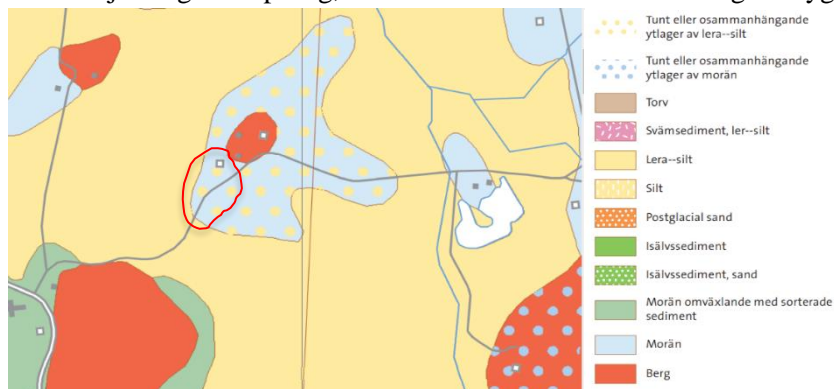 Tunt eller osammanhängande
ytlager av lera--silt
Tunt eller osammanhängande
ytlager av morän
Torv
Svämsediment, ler--silt
Lera--silt
Silt
Postglacial sand
Isälvssediment
Isälvssediment, sand
Morän omväxlande med sorterade
sediment
Morän
Berg